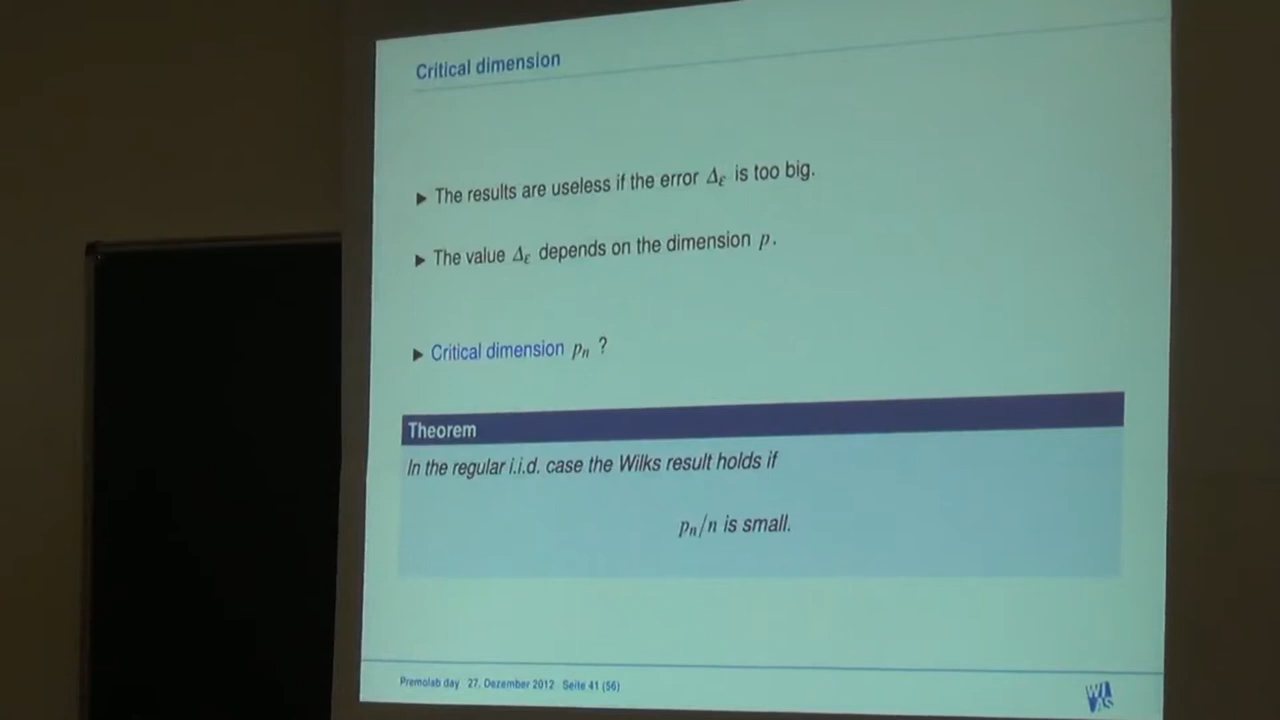 Critical dimension
▶ The results are useless if the error Δε is too big.
▶ The value Δε depends on the dimension p.
▶ Critical dimension pn ?
Theorem
In the regular i.i.d. case the Wilks result holds if
pn/n is small.
Premolab day 27. Dezember 2012 Seite 41 (56)
WI
AS